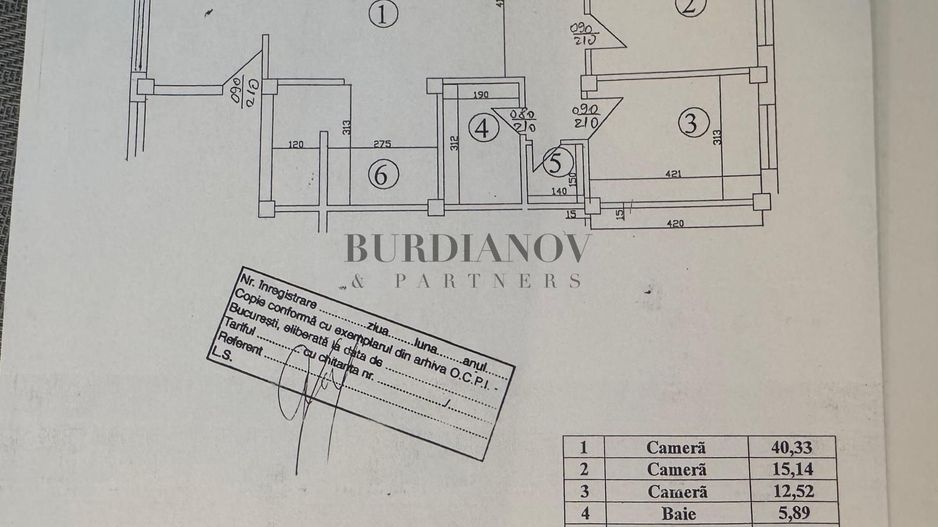 1
2
090
210
090
210
190
080
210
090
210
3
4
313
312
313
120
275
5
6
150
421
140
15
15
420
BURDIANOV
& PARTNERS
Nr. înregistrare ............ziua......luna.......anul.....
Copie conformă cu exemplarul din arhiva O.C.P.I. -
Bucureşti, eliberată la data de
Tariful ............ cu chitanta nr. ............/........
Referent
L.S.
1 Cameră 40,33
2 Cameră 15,14
3 Cameră 12,52
4 Baie 5,89